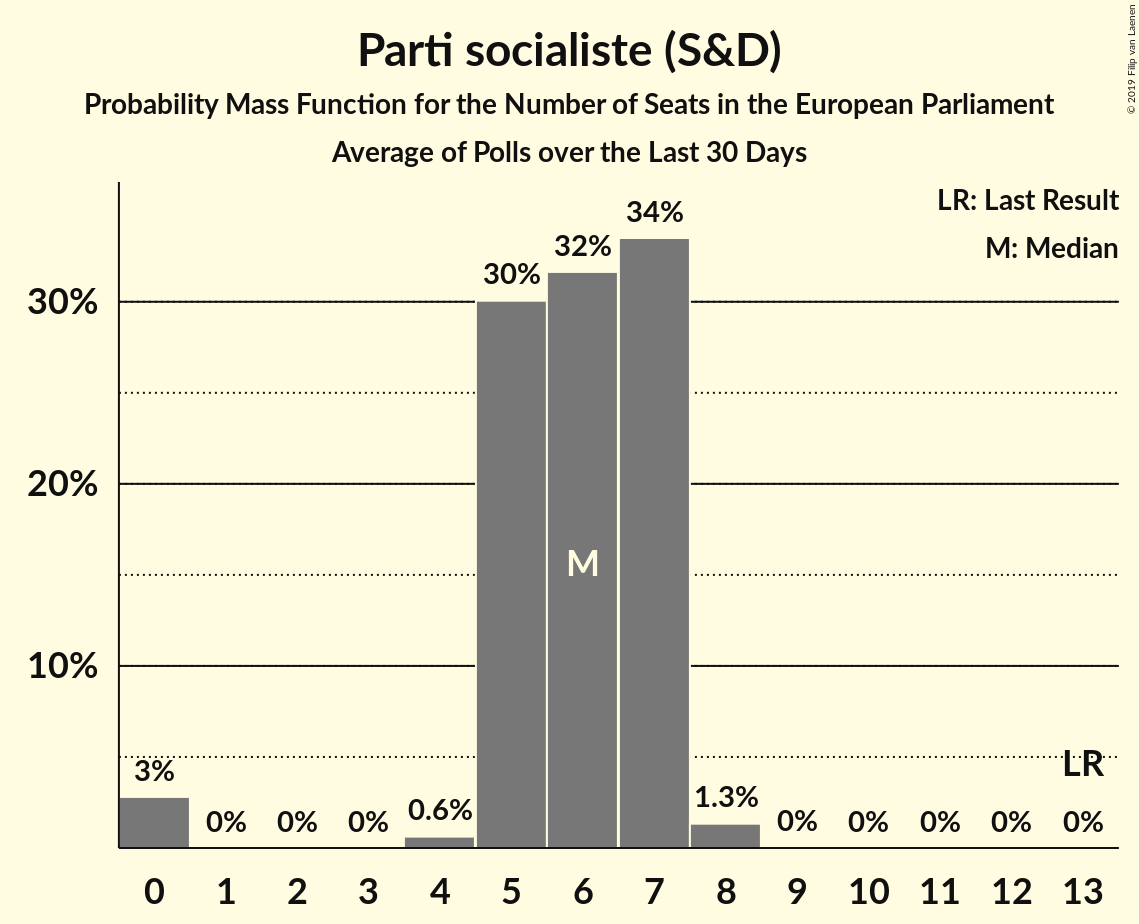 Parti socialiste (S&D)
Probability Mass Function for the Number of Seats in the European Parliament
Average of Polls over the Last 30 Days
© 2019 Filip van Laenen
LR: Last Result
M: Median
34%
32%
30%
30%
20%
M
10%
LR
3%
0%
0%
0%
0.6%
1.3%
0%
0%
0%
0%
0%
0 1 2 3 4 5 6 7 8 9 10 11 12 13